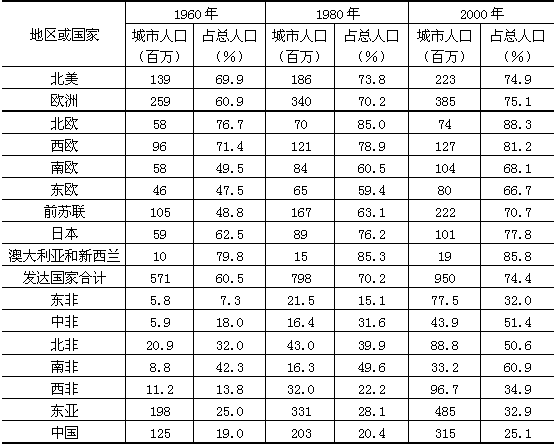 地区或国家 1960年 1980年 2000年
城市人口（百万） 占总人口（%） 城市人口（百万） 占总人口（%） 城市人口（百万） 占总人口（%）
北美 139 69.9 186 73.8 223 74.9
欧洲 259 60.9 340 70.2 385 75.1
北欧 58 76.7 70 85.0 74 88.3
西欧 96 71.4 121 78.9 127 81.2
南欧 58 49.5 84 60.5 104 68.1
东欧 46 47.5 65 59.4 80 66.7
前苏联 105 48.8 167 63.1 222 70.7
日本 59 62.5 89 76.2 101 77.8
澳大利亚和新西兰 10 79.8 15 85.3 19 85.8
发达国家合计 571 60.5 798 70.2 950 74.4
东非 5.8 7.3 21.5 15.1 77.5 32.0
中非 5.9 18.0 16.4 31.6 43.9 51.4
北非 20.9 32.0 43.0 39.9 88.8 50.6
南非 8.8 42.3 16.3 49.6 33.2 60.9
西非 11.2 13.8 32.0 22.2 96.7 34.9
东亚 198 25.0 331 28.1 485 32.9
中国 125 19.0 203 20.4 315 25.1